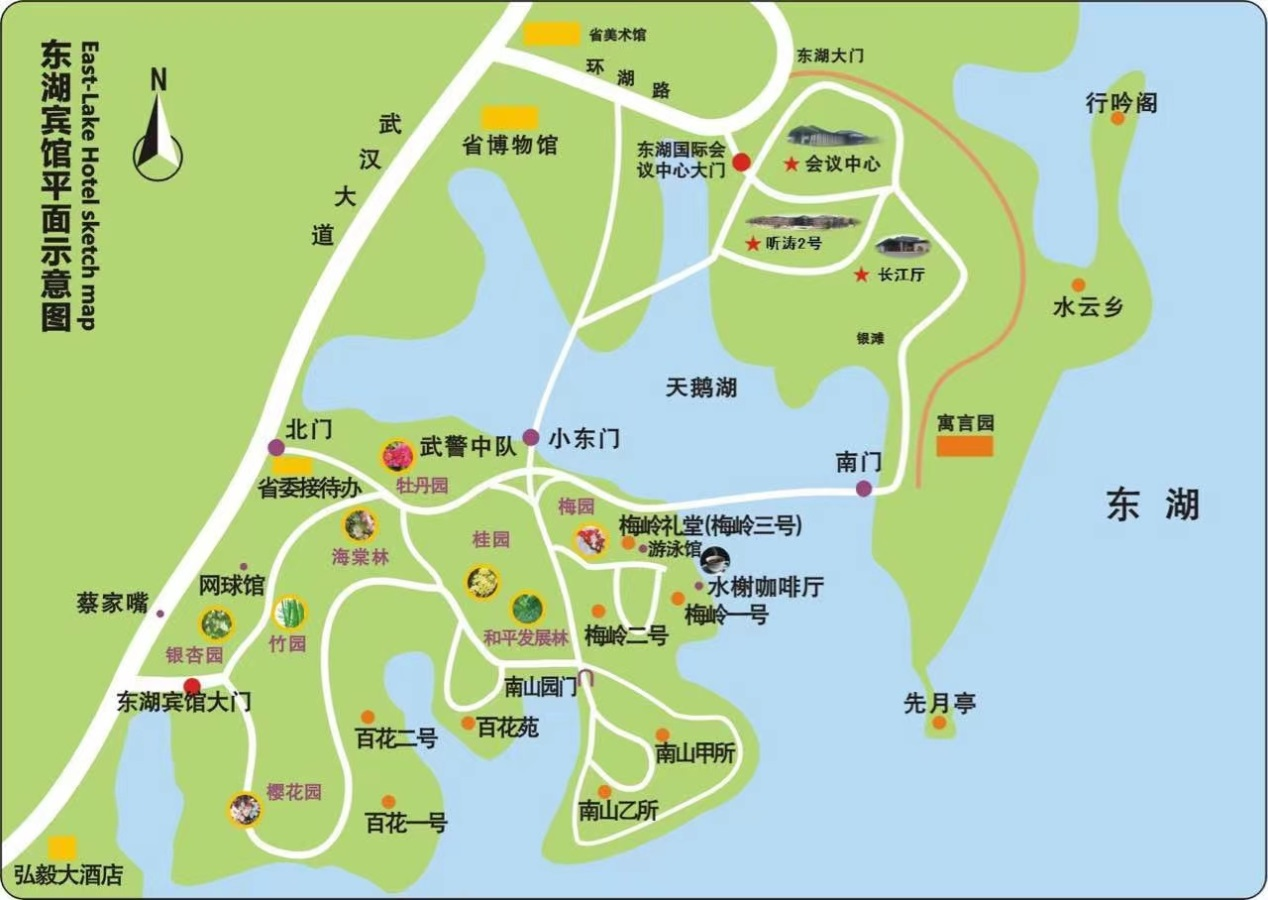 东湖宾馆平面示意图
East-Lake Hotel sketch map
N
省美术馆
环湖路
东湖大门
武汉大道
省博物馆
东湖国际会
议中心大门
会议中心
行吟阁
听涛2号
长江厅
水云乡
银滩
天鹅湖
寓言园
北门
武警中队
小东门
南门
省委接待办
牡丹园
东湖
海棠林
桂园
梅园
梅岭礼堂(梅岭三号)
游泳馆
网球馆
水榭咖啡厅
蔡家嘴
梅岭一号
银杏园
竹园
和平发展林
梅岭二号
东湖宾馆大门
南山园门
先月亭
百花二号
百花苑
南山甲所
樱花园
百花一号
南山乙所
弘毅大酒店